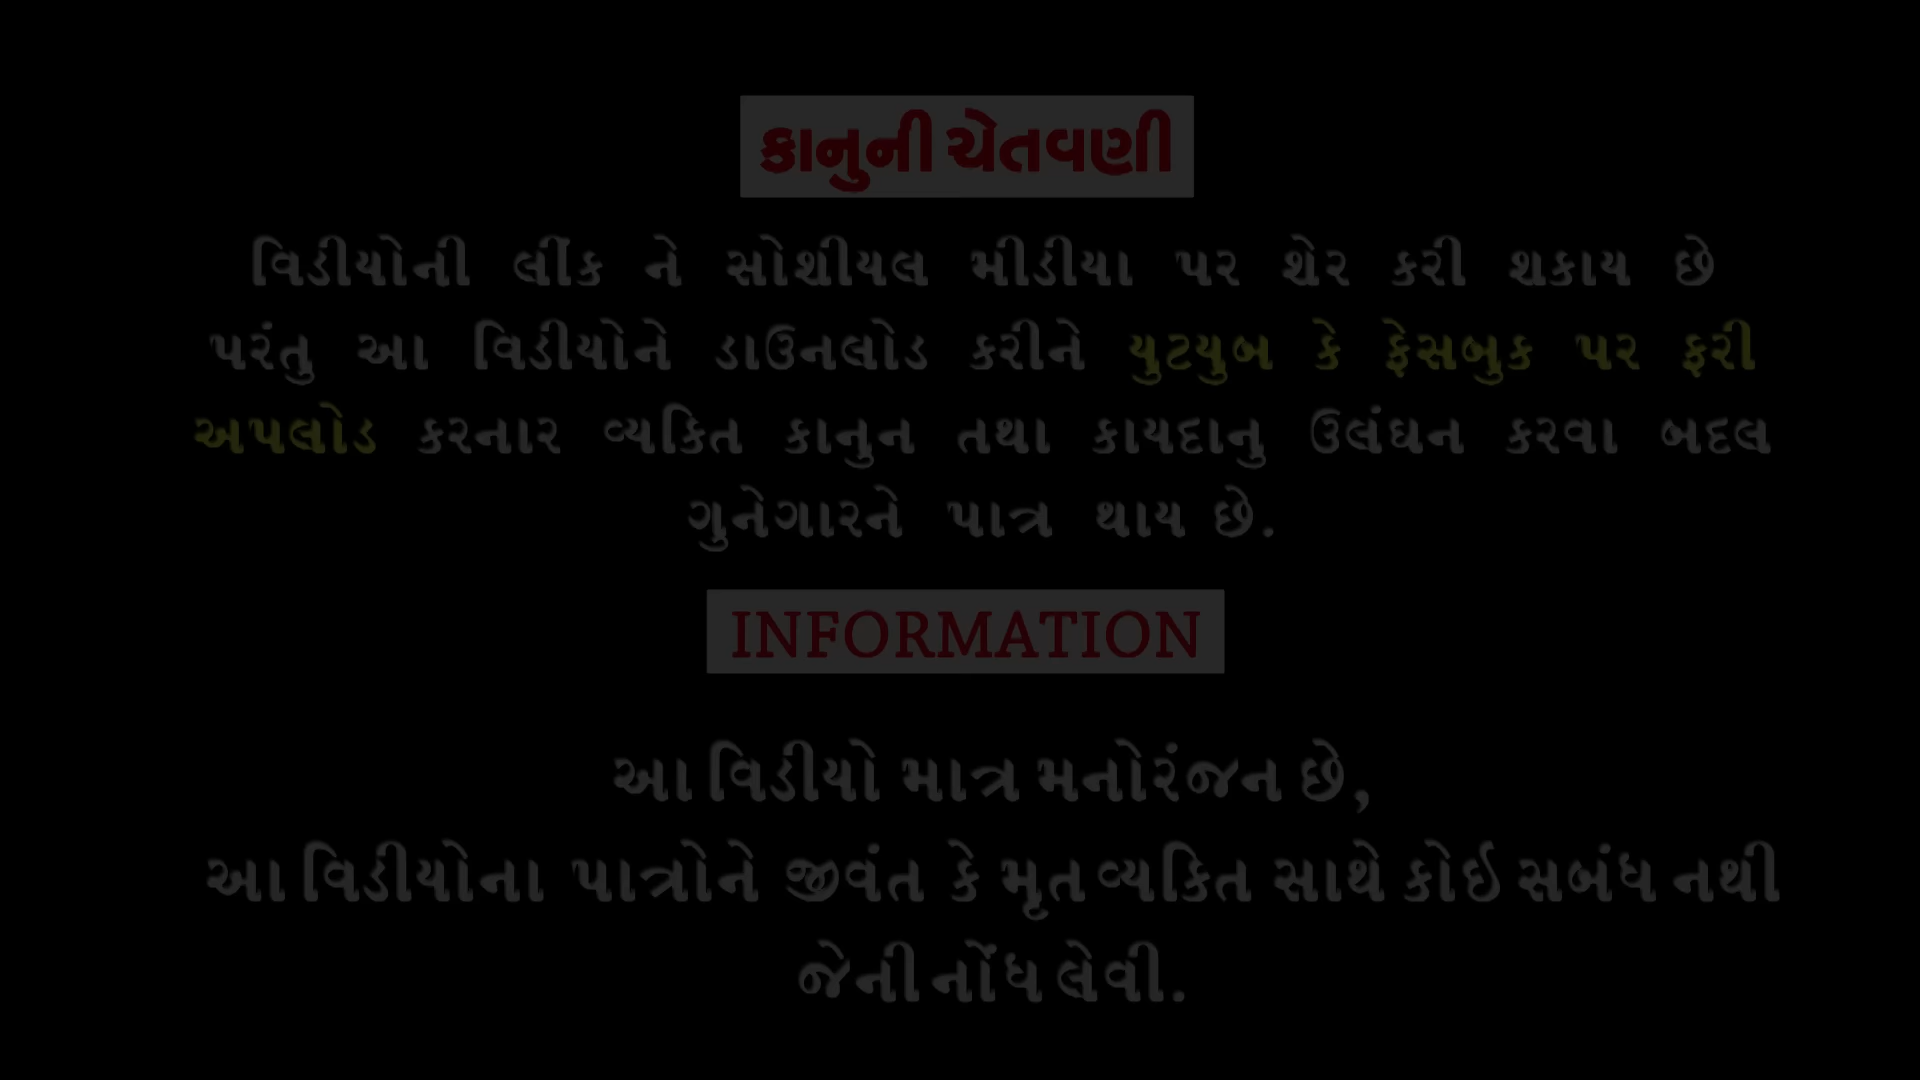 કાનુની ચેતવણી
વિડીયોની લીંક ને સોશીયલ મીડીયા પર શેર કરી શકાય છે
પરંતુ આ વિડીયોને ડાઉનલોડ કરીને યુટયુબ કે ફેસબુક પર ફરી
અપલોડ કરનાર વ્યકિત કાનુન તથા કાયદાનુ ઉલંઘન કરવા બદલ
ગુનેગારને પાત્ર થાય છે.
INFORMATION
આ વિડીયો માત્ર મનોરંજન છે,
આ વિડીયોના પાત્રોને જીવંત કે મૃત વ્યકિત સાથે કોઈ સબંધ નથી
જેની નોંધ લેવી.